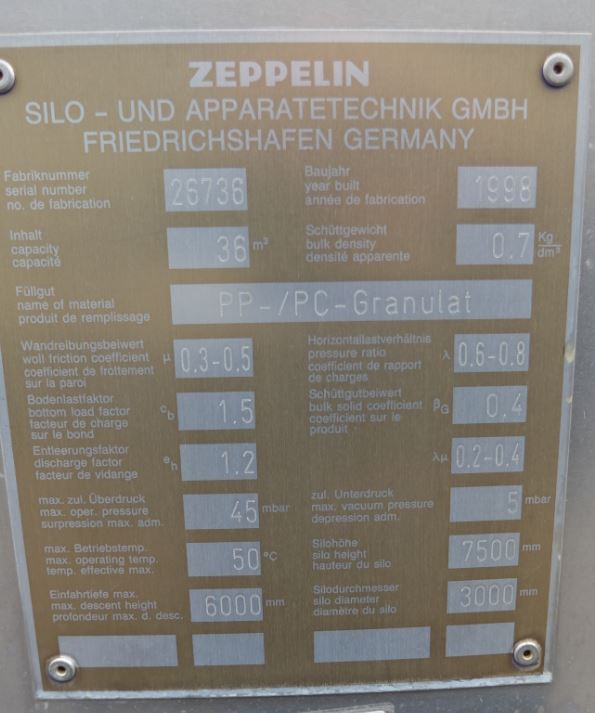 ZEPPELIN
SILO - UND APPARATETECHNIK GMBH
FRIEDRICHSHAFEN GERMANY
Fabriknummer
serial number
no. de fabrication
26736
Baujahr
year built
année de fabrication
1998
Inhalt
capacity
capacité
36 m³
Schüttgewicht
bulk density
densité apparente
0.7 Kg/dm³
Füllgut
name of material
produit de remplissage
PP-/PC-Granulat
Wandreibungsbeiwert
woll friction coefficient
coefficient de frottement
sur la paroi
μ 0.3-0.5
Horizontallastverhältnis
pressure ratio
coefficient de rapport
de charges
λ 0.6-0.8
Bodenlastfaktor
bottom load factor
facteur de charge
sur le bond
cb 1.5
Schüttgutbeiwert
bulk solid coefficient
coefficient sur le
produit
βG 0.4
Entleerungsfaktor
discharge factor
facteur de vidange
eh 1.2
λμ 0.2-0.4
max. zul. Überdruck
max. oper. pressure
surpression max. adm.
45 mbar
zul. Unterdruck
max. vacuum pressure
depression adm.
5 mbar
max. Betriebstemp.
max. operating temp.
temp. effective max.
50 °C
Silohöhe
silo height
hauteur du silo
7500 mm
Einfahrtiefe max.
max. descent height
profondeur max. d. desc.
6000 mm
Silodurchmesser
silo diameter
diamètre du silo
3000 mm